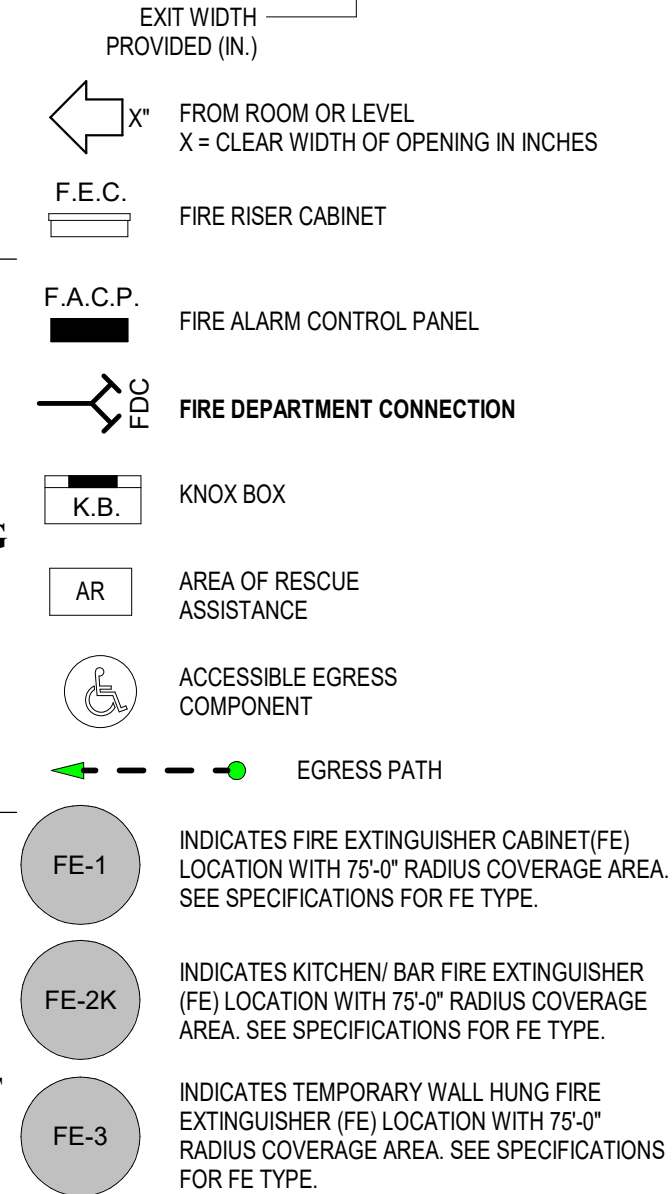 EXIT WIDTH
PROVIDED (IN.)
X"
FROM ROOM OR LEVEL
X = CLEAR WIDTH OF OPENING IN INCHES
F.E.C.
FIRE RISER CABINET
F.A.C.P.
FIRE ALARM CONTROL PANEL
FDC
FIRE DEPARTMENT CONNECTION
K.B.
KNOX BOX
G
AR
AREA OF RESCUE
ASSISTANCE
ACCESSIBLE EGRESS
COMPONENT
EGRESS PATH
FE-1
INDICATES FIRE EXTINGUISHER CABINET(FE)
LOCATION WITH 75'-0" RADIUS COVERAGE AREA.
SEE SPECIFICATIONS FOR FE TYPE.
FE-2K
INDICATES KITCHEN/ BAR FIRE EXTINGUISHER
(FE) LOCATION WITH 75'-0" RADIUS COVERAGE
AREA. SEE SPECIFICATIONS FOR FE TYPE.
FE-3
INDICATES TEMPORARY WALL HUNG FIRE
EXTINGUISHER (FE) LOCATION WITH 75'-0"
RADIUS COVERAGE AREA. SEE SPECIFICATIONS
FOR FE TYPE.